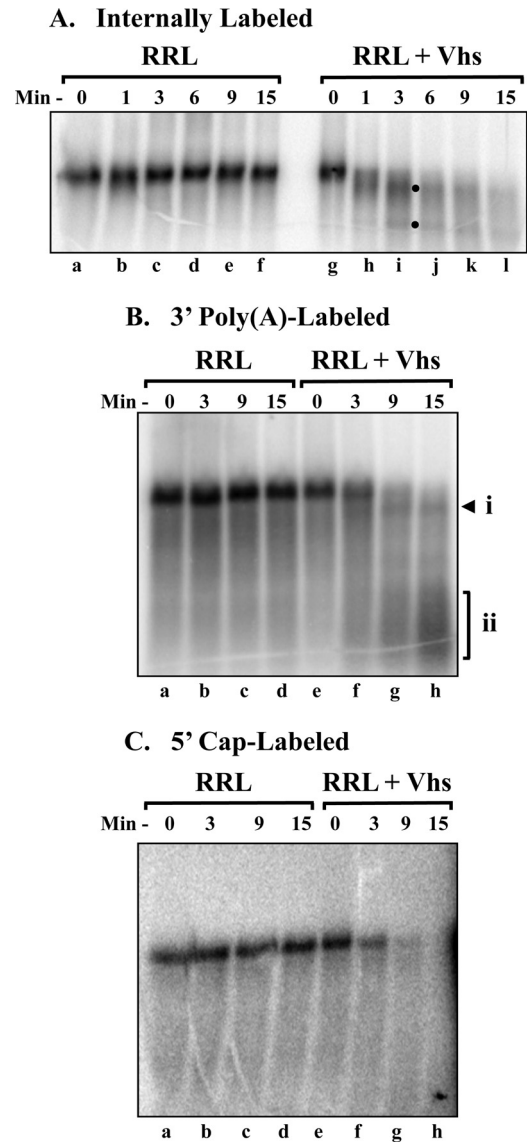 A. Internally Labeled
RRL RRL + Vhs
Min - 0 1 3 6 9 15 0 1 3 6 9 15
a b c d e f g h i j k l
B. 3' Poly(A)-Labeled
RRL RRL + Vhs
Min - 0 3 9 15 0 3 9 15
i
ii
a b c d e f g h
C. 5' Cap-Labeled
RRL RRL + Vhs
Min - 0 3 9 15 0 3 9 15
a b c d e f g h